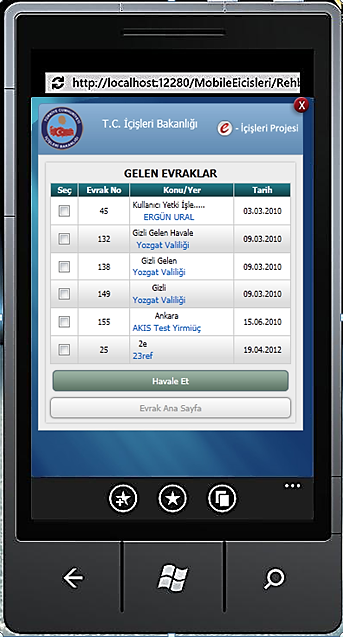 http://localhost:12280/MobileEicisleri/Reh
X
T.C. İçişleri Bakanlığı
e - İçişleri Projesi
GELEN EVRAKLAR
Seç Evrak No Konu/Yer Tarih
45 Kullanıcı Yetki İşle..... 03.03.2010
ERGÜN URAL
132 Gizli Gelen Havale 09.03.2010
Yozgat Valiliği
138 Gizli Gelen 09.03.2010
Yozgat Valiliği
149 Gizli 09.03.2010
Yozgat Valiliği
155 Ankara 15.06.2010
AKIS Test Yirmiüç
25 2e 19.04.2012
23ref
Havale Et
Evrak Ana Sayfa